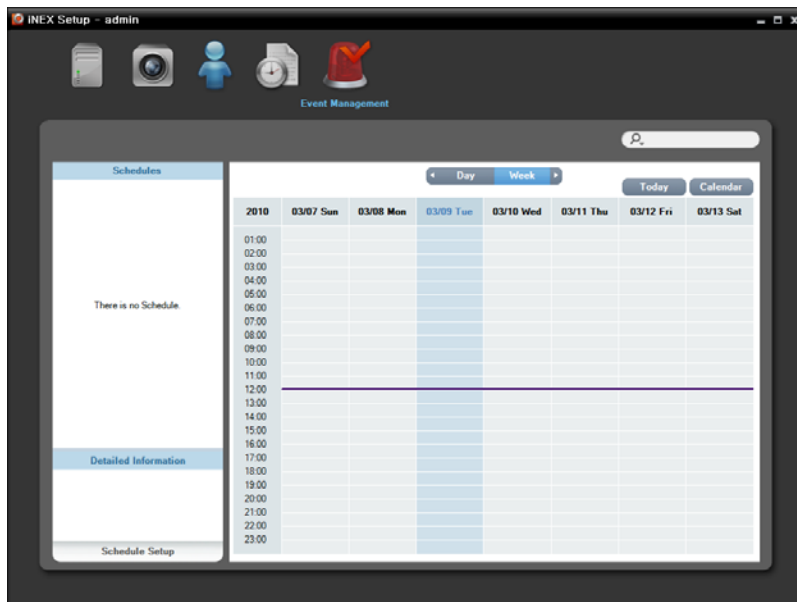 iNEX Setup - admin
Event Management
Schedules
Day Week
Today Calendar
2010 03/07 Sun 03/08 Mon 03/09 Tue 03/10 Wed 03/11 Thu 03/12 Fri 03/13 Sat
There is no Schedule.
01:00
02:00
03:00
04:00
05:00
06:00
07:00
08:00
09:00
10:00
11:00
12:00
13:00
14:00
15:00
16:00
17:00
18:00
19:00
20:00
21:00
22:00
23:00
Detailed Information
Schedule Setup